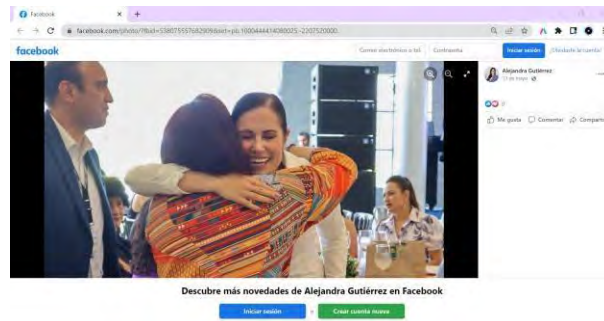 Facebook
facebook.com/photo/
facebook
Correo electrónico o tel
Contraseña
Iniciar sesión
¿Olvidaste la cuenta?
Alejandra Gutiérrez
Me gusta Comentar Compartir
Descubre más novedades de Alejandra Gutiérrez en Facebook
Iniciar sesión o Crear cuenta nueva